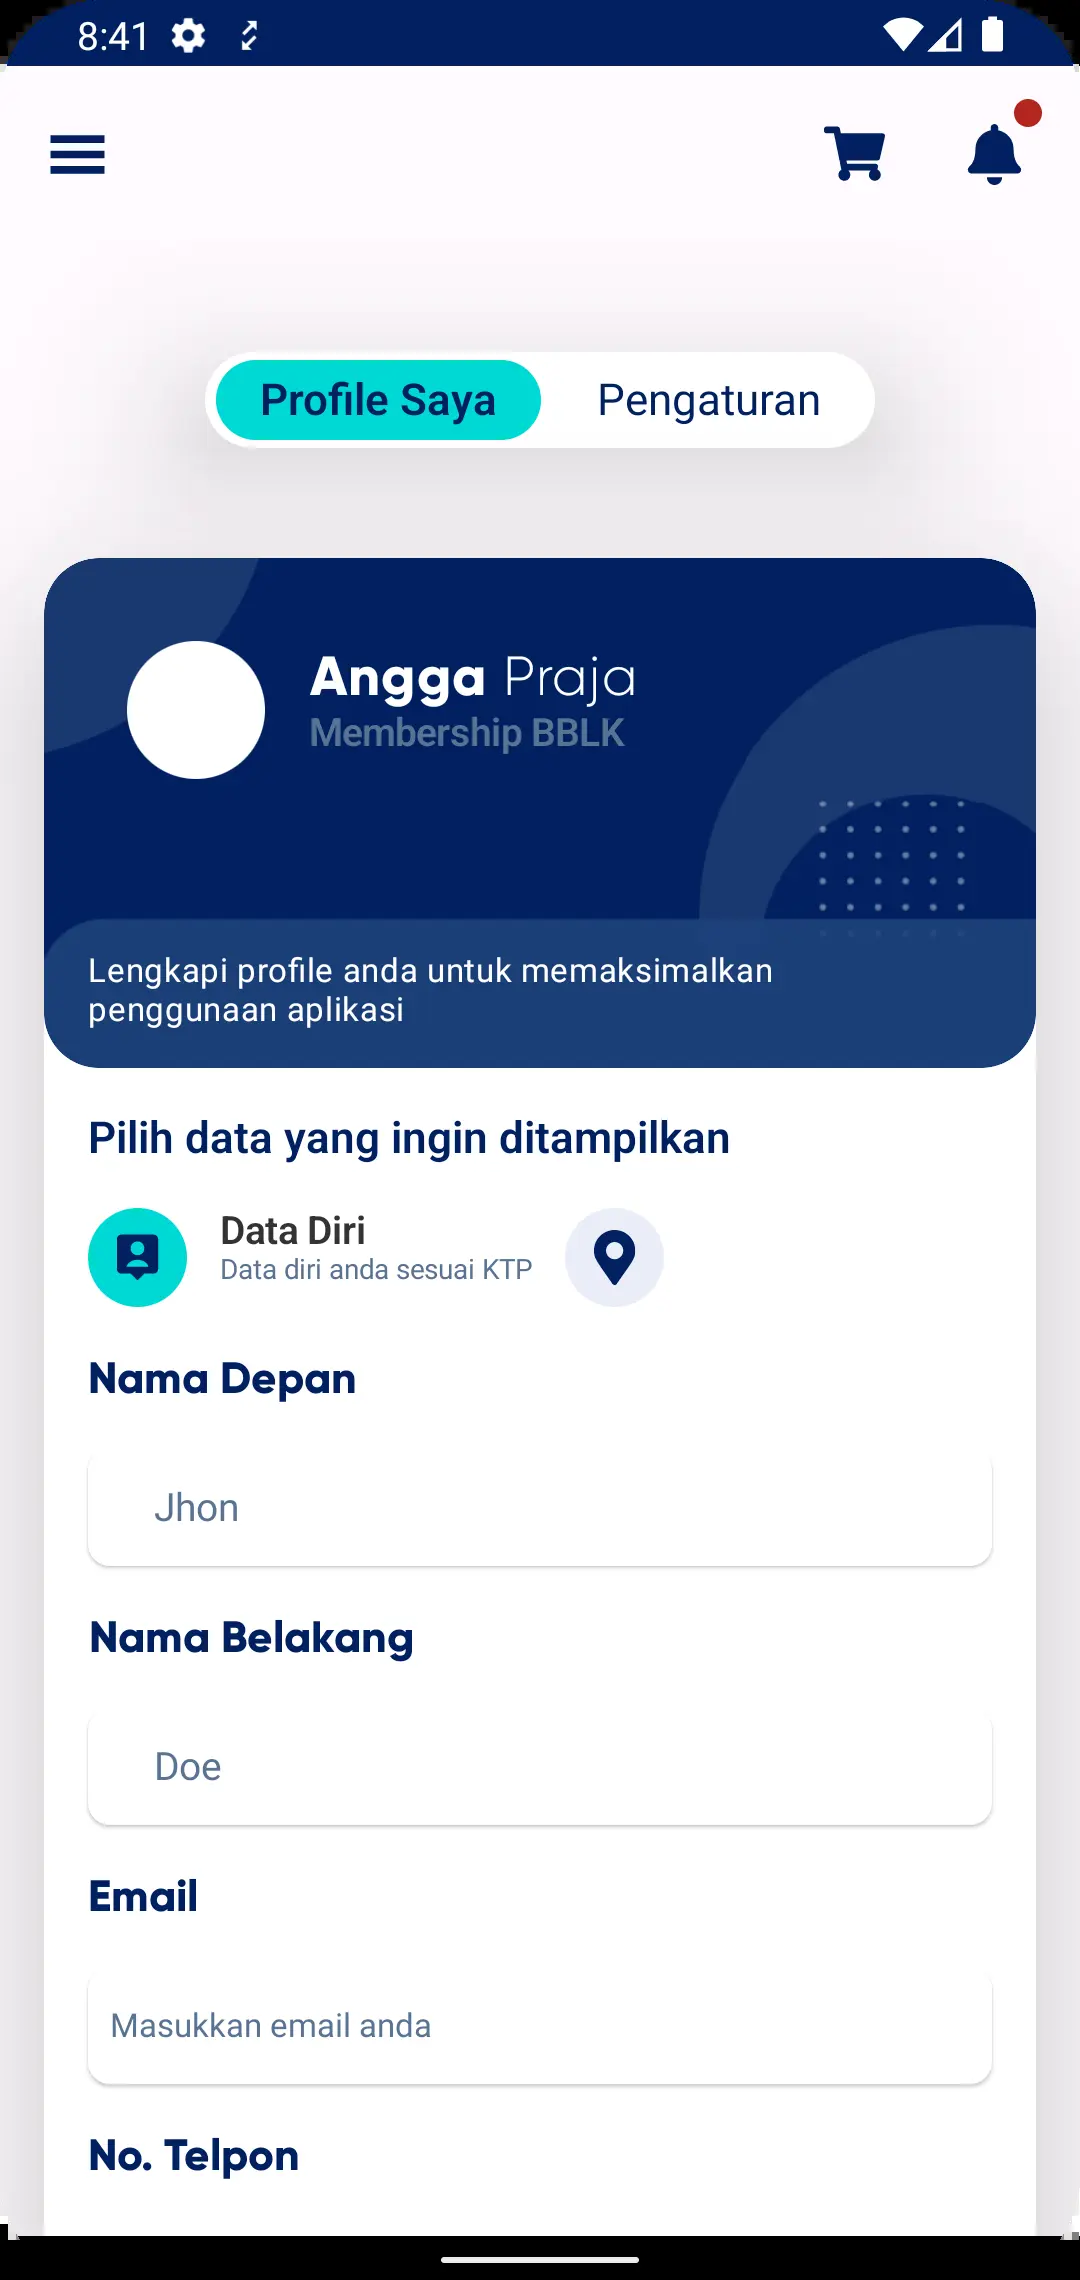 8:41
Profile Saya Pengaturan
Angga Praja
Membership BBLK
Lengkapi profile anda untuk memaksimalkan
penggunaan aplikasi
Pilih data yang ingin ditampilkan
Data Diri
Data diri anda sesuai KTP
Nama Depan
Jhon
Nama Belakang
Doe
Email
Masukkan email anda
No. Telpon